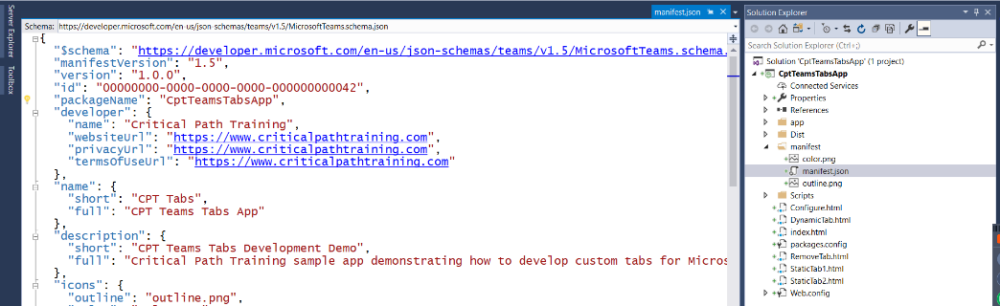 Server Explorer
Toolbox
manifest.json
Schema: https://developer.microsoft.com/en-us/json-schemas/teams/v1.5/MicrosoftTeams.schema.json
{
"$schema": "https://developer.microsoft.com/en-us/json-schemas/teams/v1.5/MicrosoftTeams.schema.
"manifestVersion": "1.5",
"version": "1.0.0",
"id": "00000000-0000-0000-0000-000000000042",
"packageName": "CptTeamsTabsApp",
"developer": {
"name": "Critical Path Training",
"websiteUrl": "https://www.criticalpathtraining.com",
"privacyUrl": "https://www.criticalpathtraining.com",
"termsOfUseUrl": "https://www.criticalpathtraining.com"
},
"name": {
"short": "CPT Tabs",
"full": "CPT Teams Tabs App"
},
"description": {
"short": "CPT Teams Tabs Development Demo",
"full": "Critical Path Training sample app demonstrating how to develop custom tabs for Micros
},
"icons": {
"outline": "outline.png",
Solution Explorer
Search Solution Explorer (Ctrl+;)
Solution 'CptTeamsTabsApp' (1 project)
CptTeamsTabsApp
Connected Services
Properties
References
app
Dist
manifest
color.png
manifest.json
outline.png
Scripts
Configure.html
DynamicTab.html
index.html
packages.config
RemoveTab.html
StaticTab1.html
StaticTab2.html
Web.config